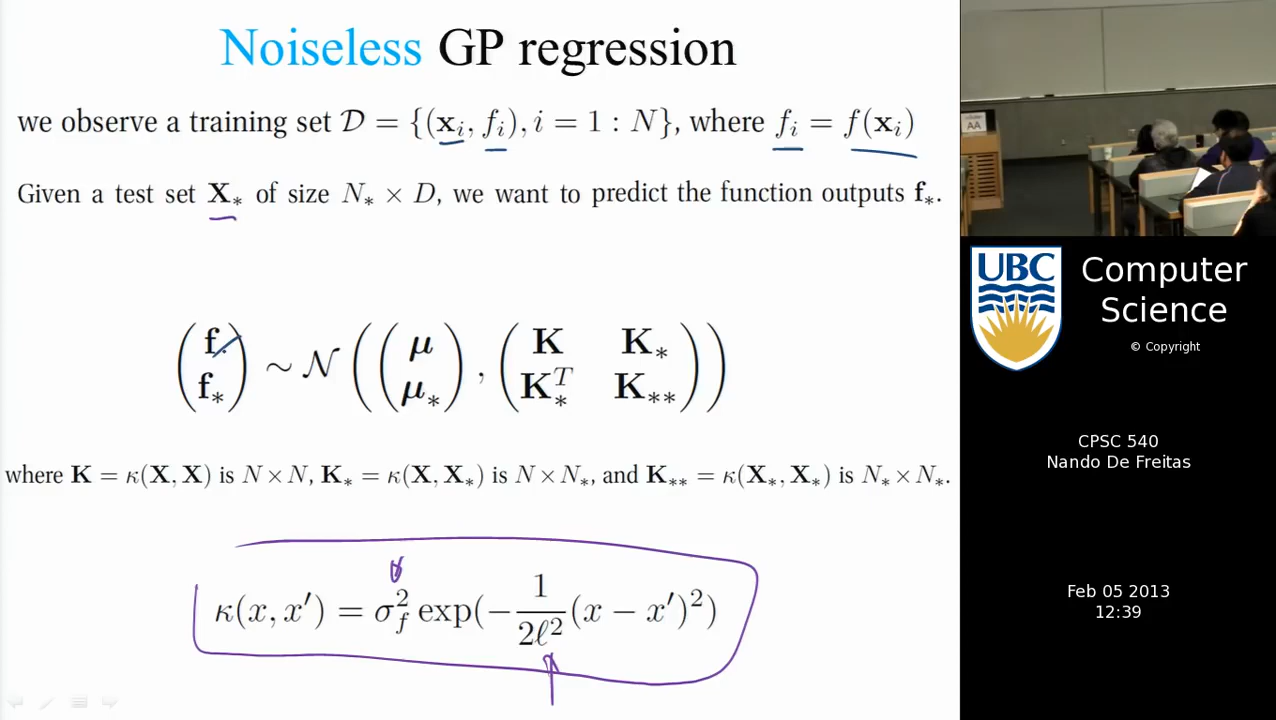 Noiseless GP regression
we observe a training set 𝒟 = {(x_i, f_i), i = 1 : N}, where f_i = f(x_i)
Given a test set X_* of size N_* × D, we want to predict the function outputs f_*.
(f f_*) ∼ 𝒩((μ μ_*), (K K_* K_*^T K_**))
where K = κ(X, X) is N × N, K_* = κ(X, X_*) is N × N_*, and K_** = κ(X_*, X_*) is N_* × N_*.
κ(x, x′) = σ_f^2 exp(−1/(2ℓ^2)(x − x′)^2)
AA
UBC
Computer
Science
© Copyright
CPSC 540
Nando De Freitas
Feb 05 2013
12:39